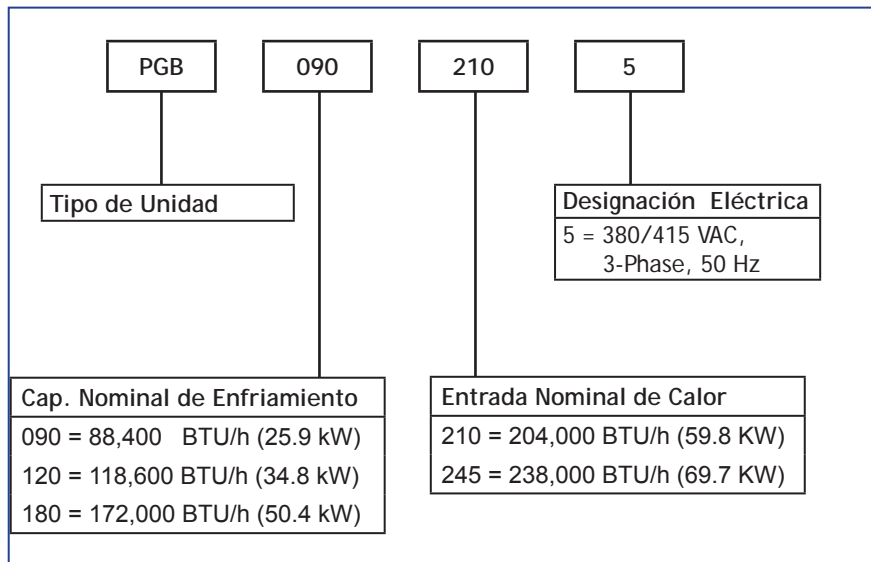 PGB 090 210 5
Tipo de Unidad
Designación Eléctrica
5 = 380/415 VAC,
3-Phase, 50 Hz
Cap. Nominal de Enfriamiento
090 = 88,400 BTU/h (25.9 kW)
120 = 118,600 BTU/h (34.8 kW)
180 = 172,000 BTU/h (50.4 kW)
Entrada Nominal de Calor
210 = 204,000 BTU/h (59.8 KW)
245 = 238,000 BTU/h (69.7 KW)